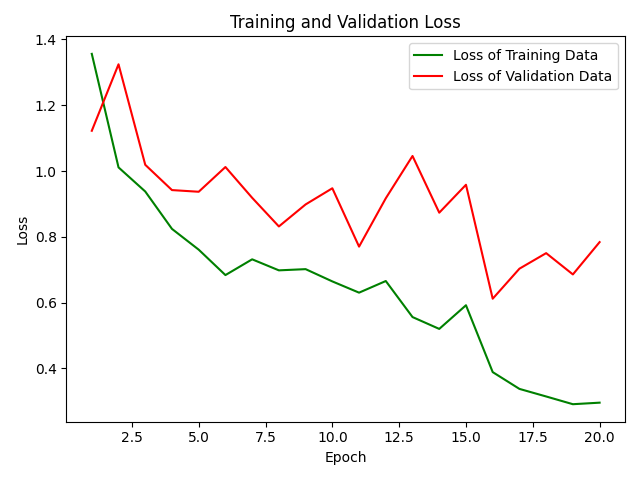 Training and Validation Loss
Loss of Training Data
Loss of Validation Data
Loss
1.4
1.2
1.0
0.8
0.6
0.4
2.5 5.0 7.5 10.0 12.5 15.0 17.5 20.0
Epoch